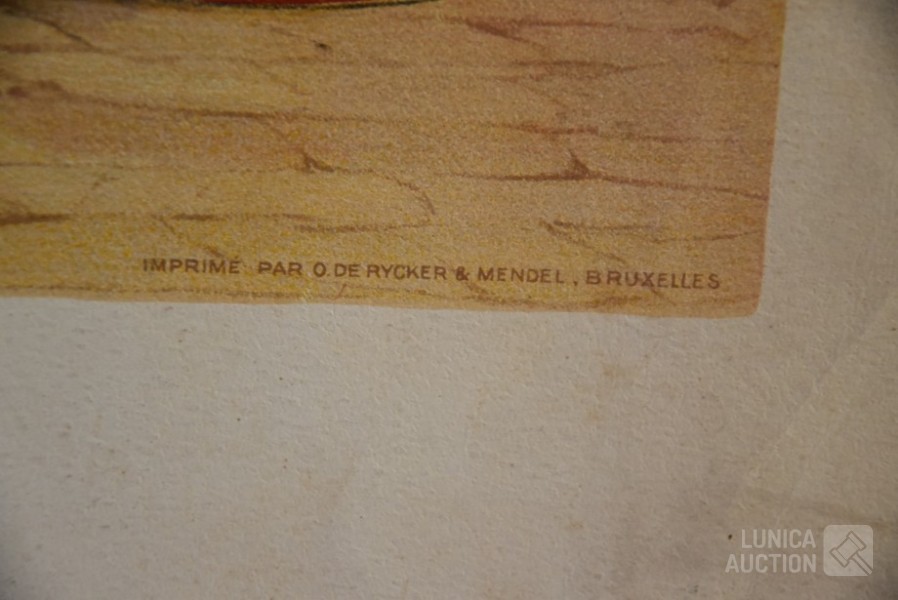 IMPRIMÉ PAR O. DE RYCKER & MENDEL, BRUXELLES
LUNICA
AUCTION